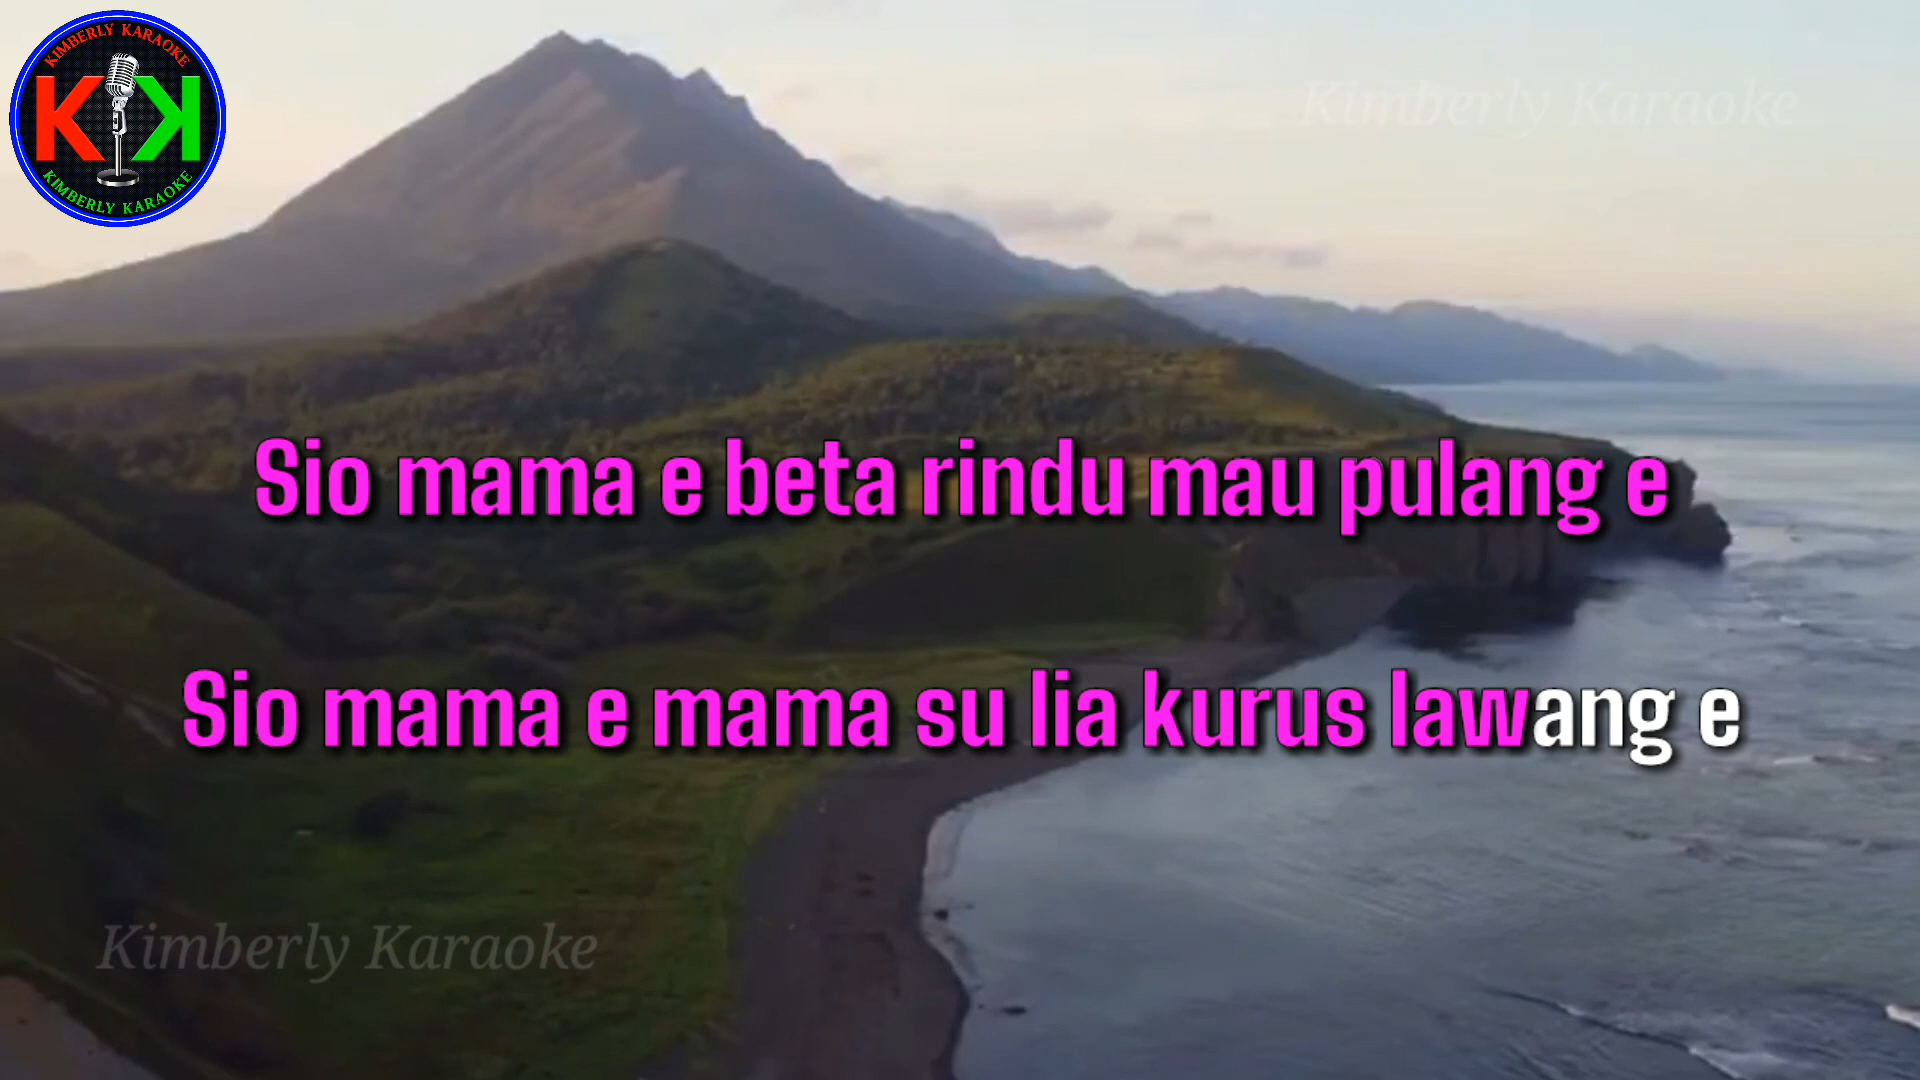 KIMBERLY KARAOKE
K K
KIMBERLY KARAOKE
Kimberly Karaoke
Sio mama e beta rindu mau pulang e
Sio mama e mama su lia kurus lawang e
Kimberly Karaoke